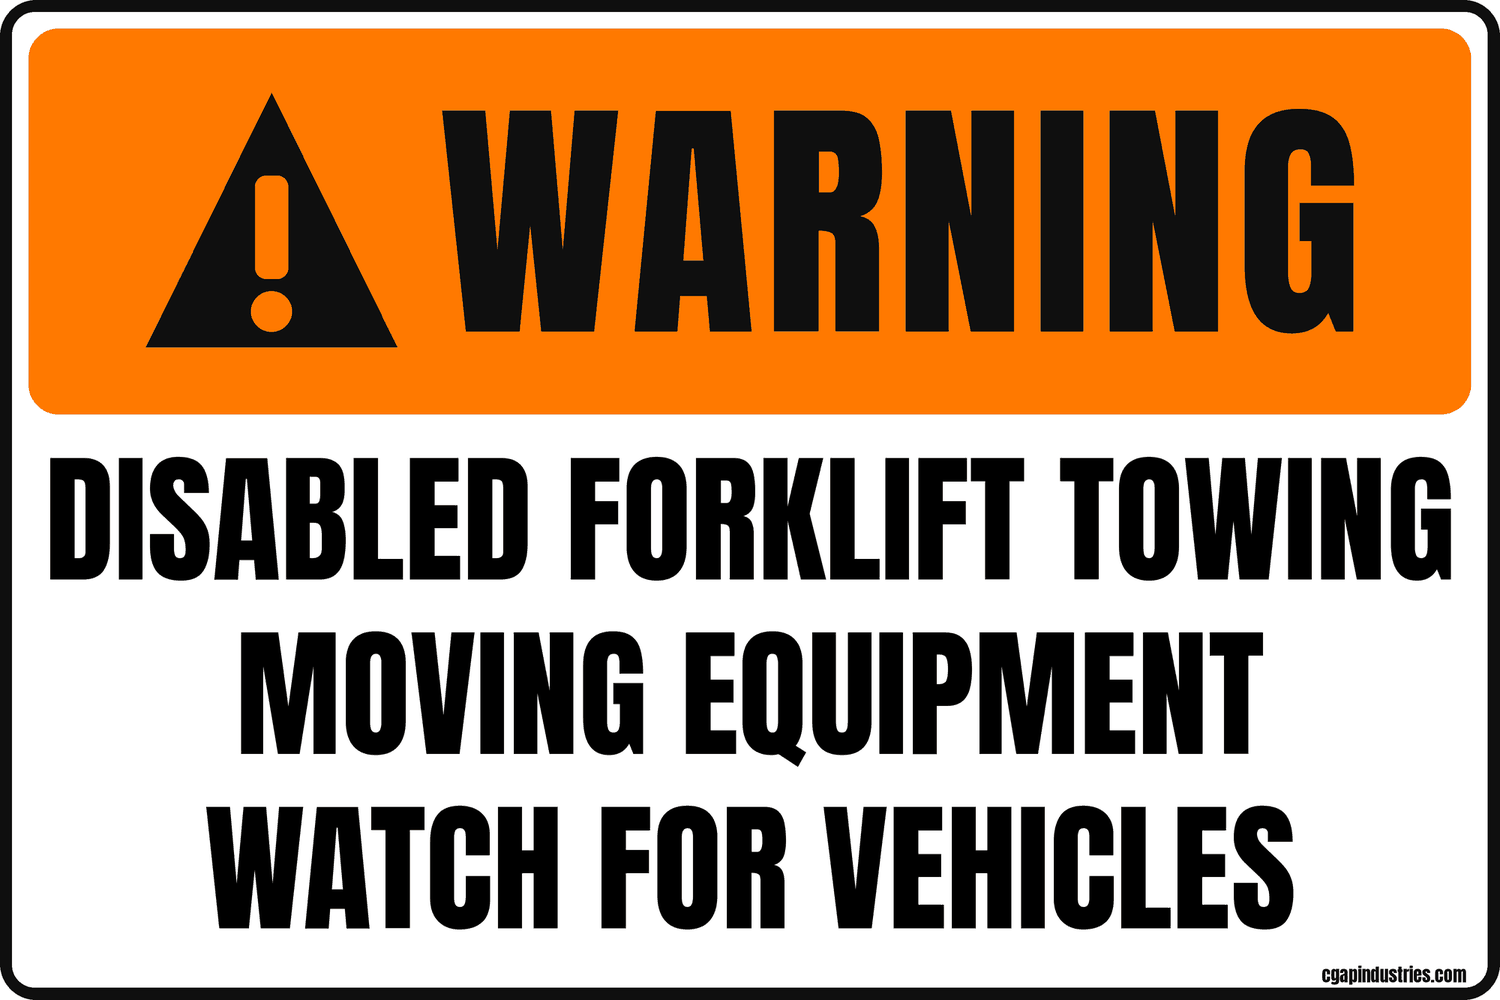 WARNING
DISABLED FORKLIFT TOWING
MOVING EQUIPMENT
WATCH FOR VEHICLES
cgapindustries.com